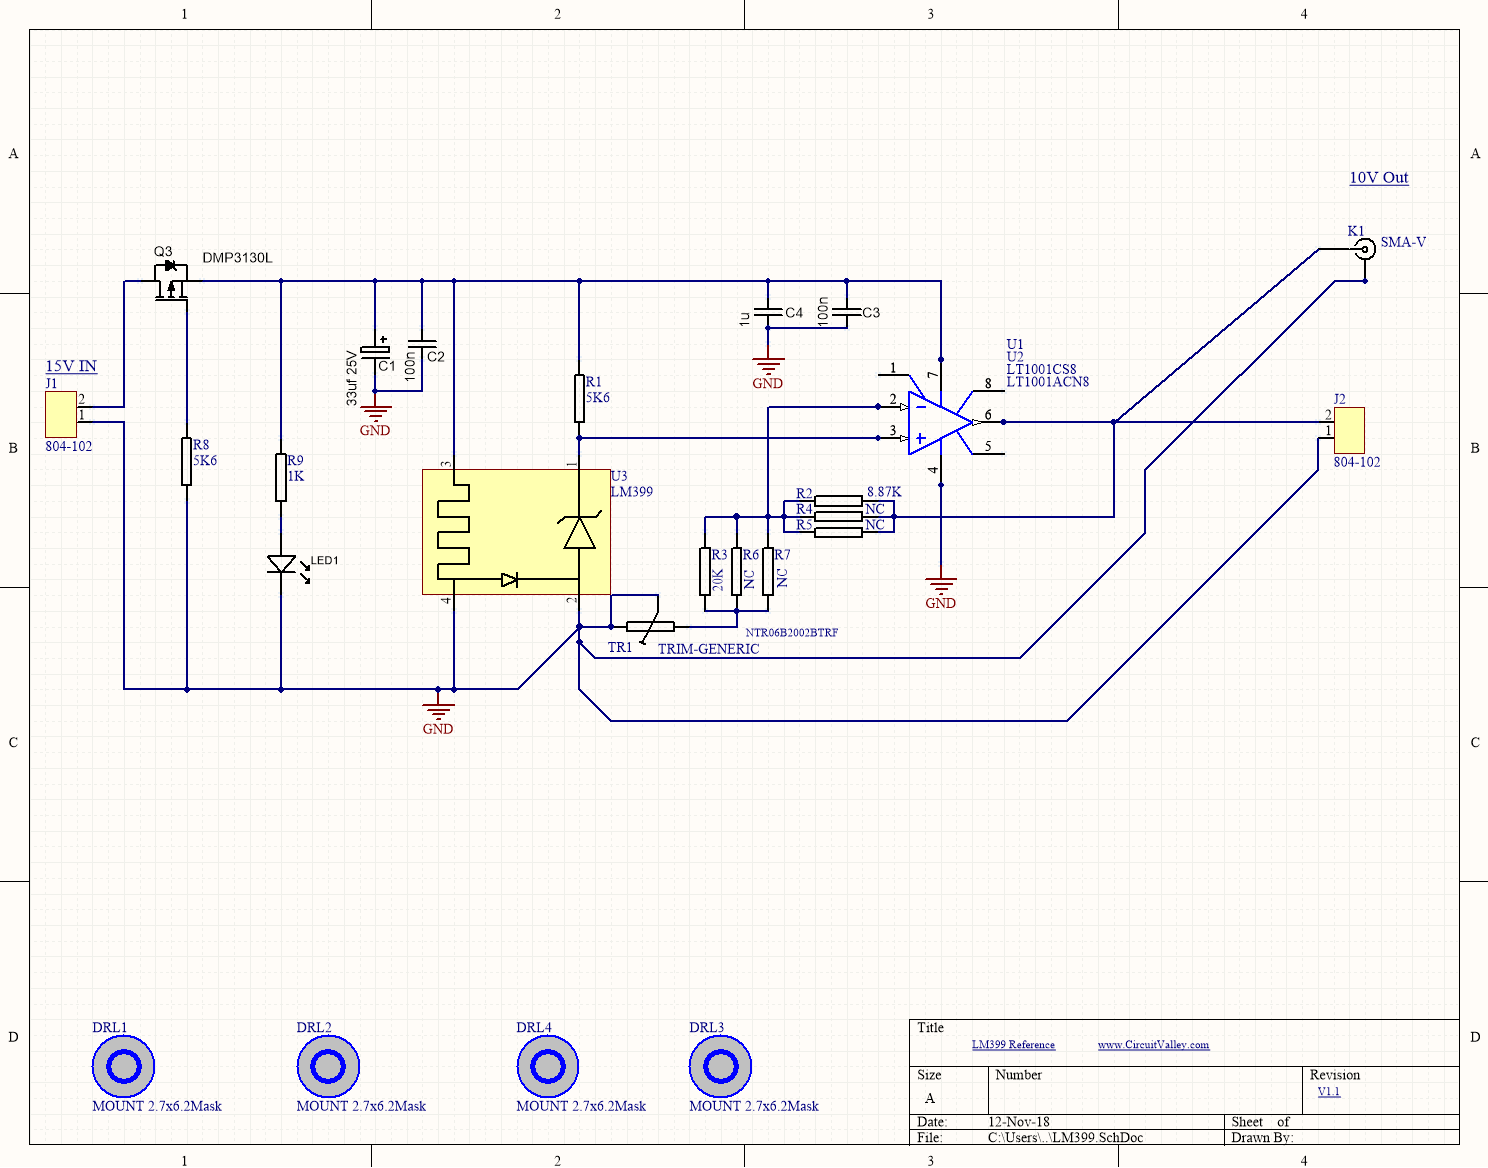 1 2 3 4
A A
10V Out
K1
SMA-V
Q3
DMP3130L
1u
C4
100n
C3
33uf 25V
C1
100n
C2
GND
GND
U1
U2
LT1001CS8
LT1001ACN8
1
7
8
2
6
3
5
4
15V IN
J1
2
1
804-102
R1
5K6
J2
2
1
804-102
B B
R8
5K6
R9
1K
3
1
U3
LM399
R2 8.87K
R4 NC
R5 NC
LED1
R3
20K
R6
NC
R7
NC
GND
4
2
TR1
TRIM-GENERIC
NTR06B2002BTRF
GND
C C
D D
DRL1
MOUNT 2.7x6.2Mask
DRL2
MOUNT 2.7x6.2Mask
DRL4
MOUNT 2.7x6.2Mask
DRL3
MOUNT 2.7x6.2Mask
Title
LM399 Reference www.CircuitValley.com
Size Number Revision
A V1.1
Date: 12-Nov-18 Sheet of
File: C:\Users\..\LM399.SchDoc Drawn By:
1 2 3 4